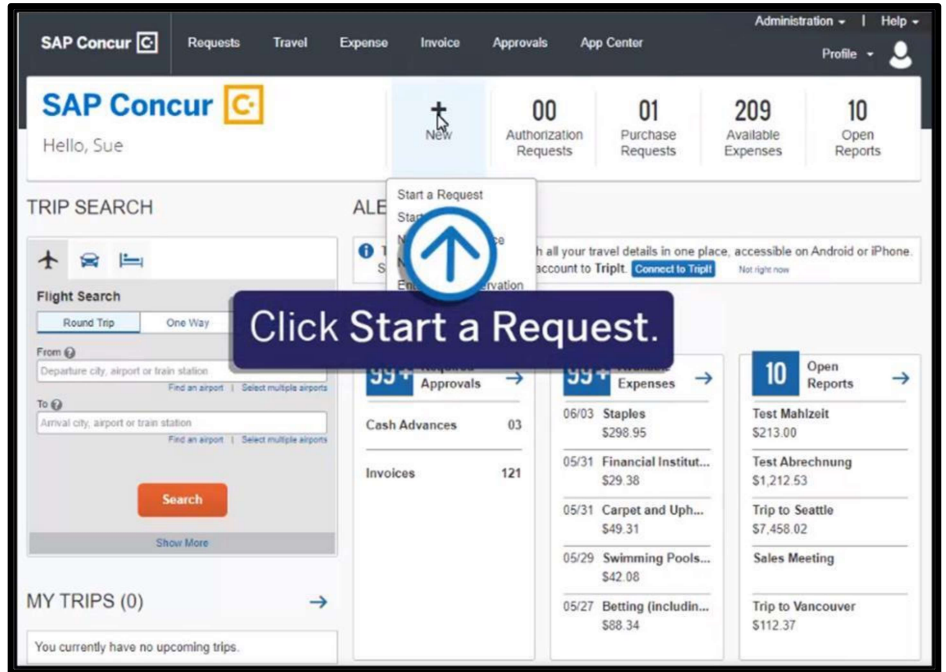 Administration | Help
SAP Concur C Requests Travel Expense Invoice Approvals App Center
Profile
SAP Concur C
Hello, Sue
+
New
00
Authorization
Requests
01
Purchase
Requests
209
Available
Expenses
10
Open
Reports
Start a Request
TRIP SEARCH
ALE
h all your travel details in one place, accessible on Android or iPhone.
account to TripIt. Connect to TripIt Not right now
Flight Search
Round Trip One Way
Click Start a Request.
From ?
Departure city, airport or train station
Find an airport | Select multiple airports
To ?
Arrival city, airport or train station
Find an airport | Select multiple airports
Search
Show More
MY TRIPS (0)
You currently have no upcoming trips.
99+
Approvals
Cash Advances 03
Invoices 121
99+
Expenses
06/03 Staples
$298.95
05/31 Financial Institut...
$29.38
05/31 Carpet and Uph...
$49.31
05/29 Swimming Pools...
$42.08
05/27 Betting (includin...
$88.34
10 Open
Reports
Test Mahlzeit
$213.00
Test Abrechnung
$1,212.53
Trip to Seattle
$7,458.02
Sales Meeting
Trip to Vancouver
$112.37